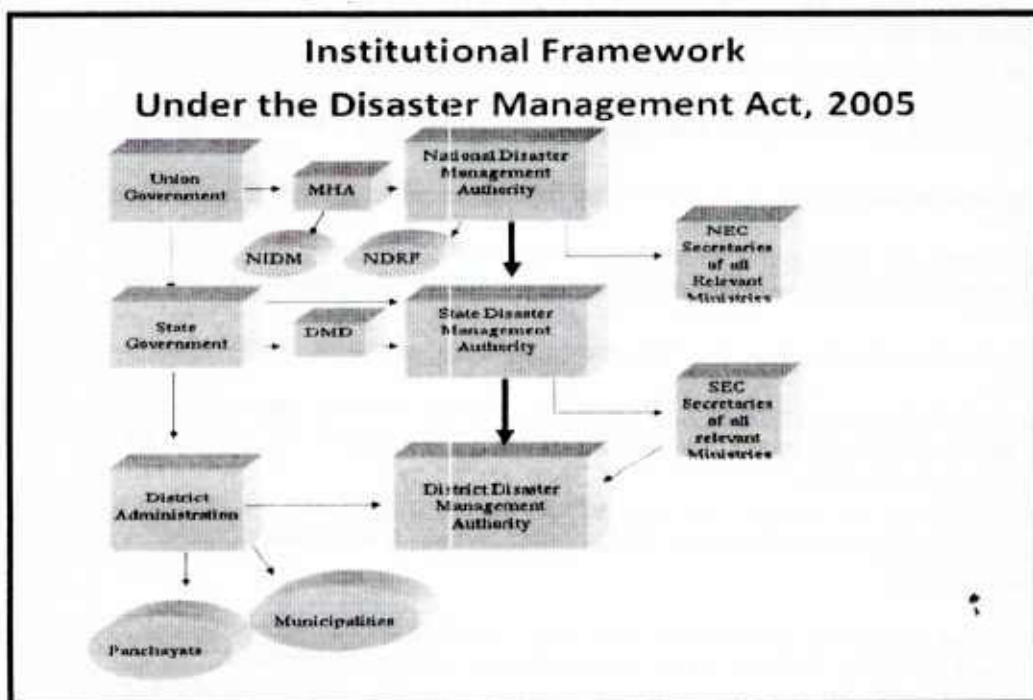 Institutional Framework
Under the Disaster Management Act, 2005
Union
Government
MHA
National Disaster
Management
Authority
NIDM
NDRF
NEC
Secretaries
of all
Relevant
Ministries
State
Government
DMD
State Disaster
Management
Authority
SEC
Secretaries
of all
relevant
Ministries
District
Administration
District Disaster
Management
Authority
Municipalities
Panchayats